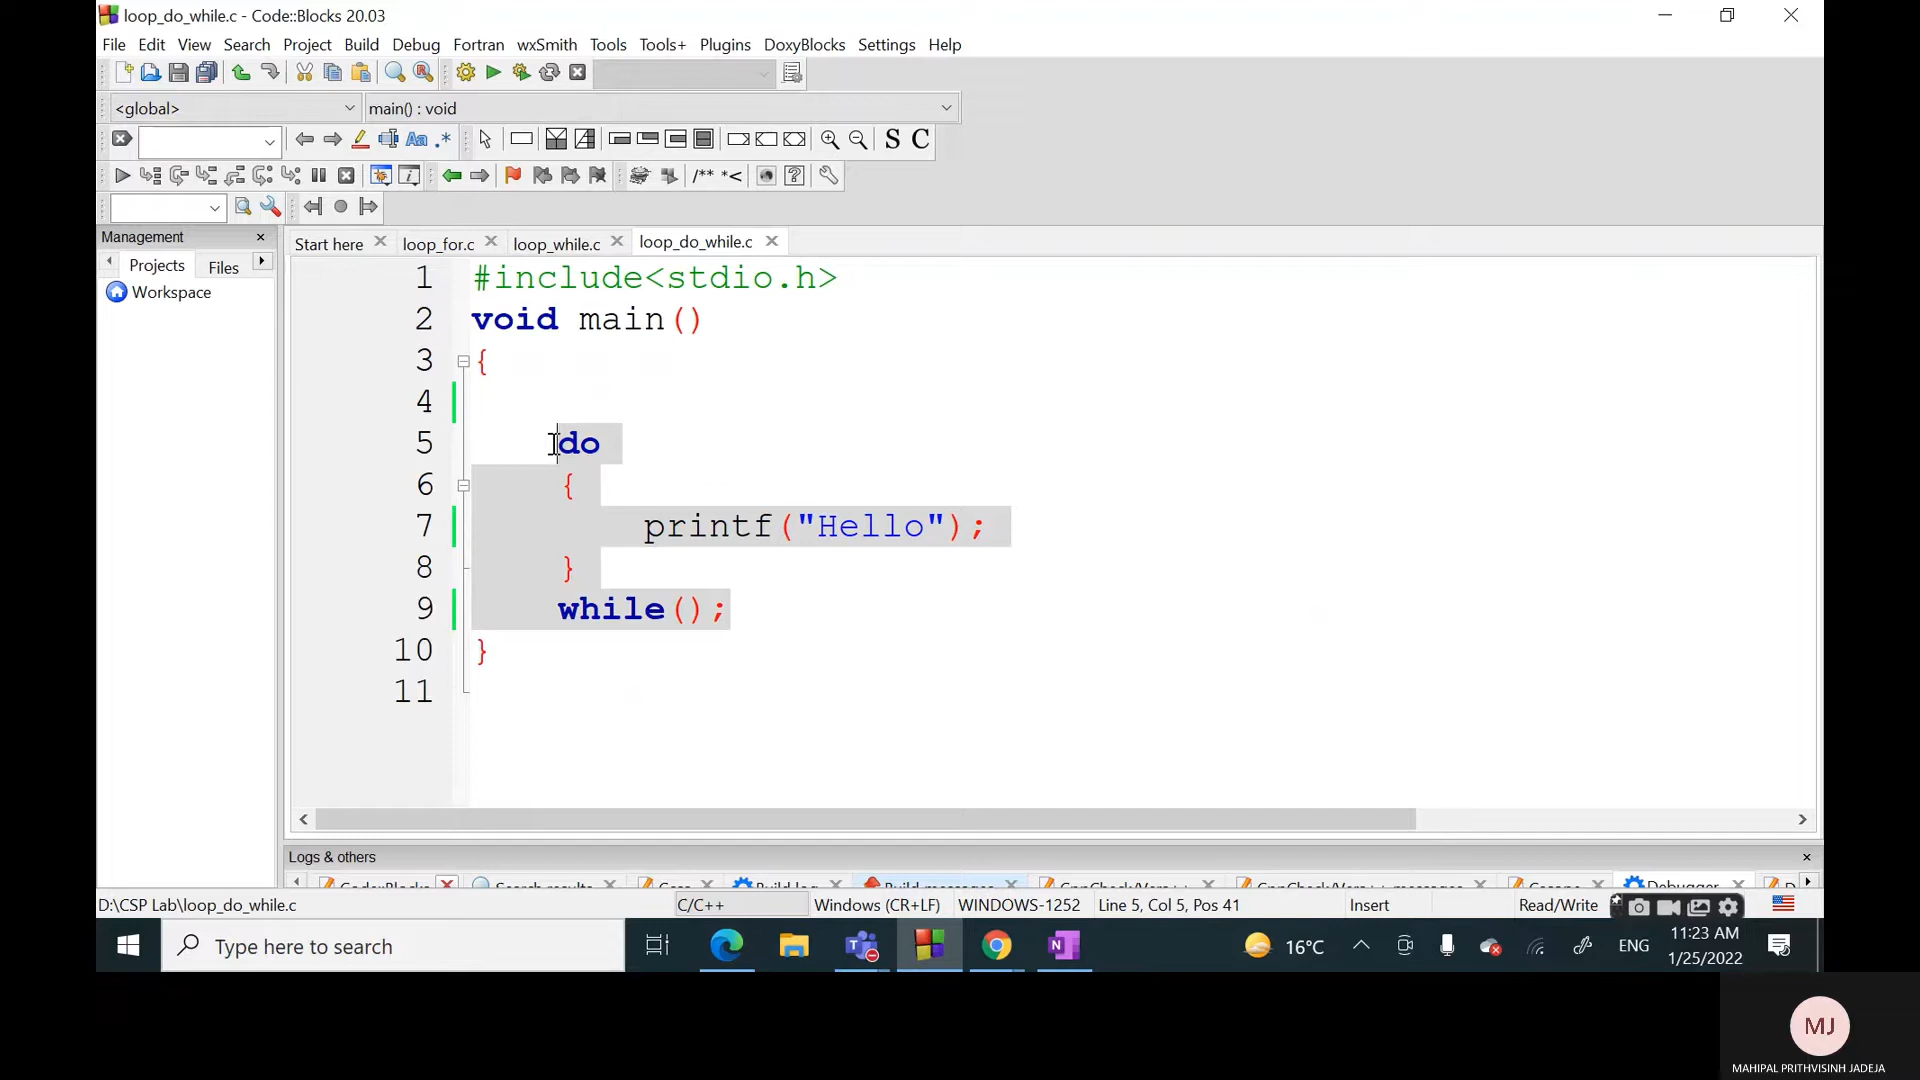 loop_do_while.c - Code::Blocks 20.03
File Edit View Search Project Build Debug Fortran wxSmith Tools Tools+ Plugins DoxyBlocks Settings Help
<global> main() : void
Aa .* S C
/** *<
Management
Projects Files
Workspace
Start here loop_for.c loop_while.c loop_do_while.c
1 #include<stdio.h>
2 void main()
3 {
4
5 do
6 {
7 printf("Hello");
8 }
9 while();
10 }
11
Logs & others
Code::Blocks Search results Cccc Build log Build messages CppCheck/Vera++ CppCheck/Vera++ messages Cscope Debugger
D:\CSP Lab\loop_do_while.c C/C++ Windows (CR+LF) WINDOWS-1252 Line 5, Col 5, Pos 41 Insert Read/Write
Type here to search 16°C ENG 11:23 AM
1/25/2022
MJ
MAHIPAL PRITHVISINH JADEJA